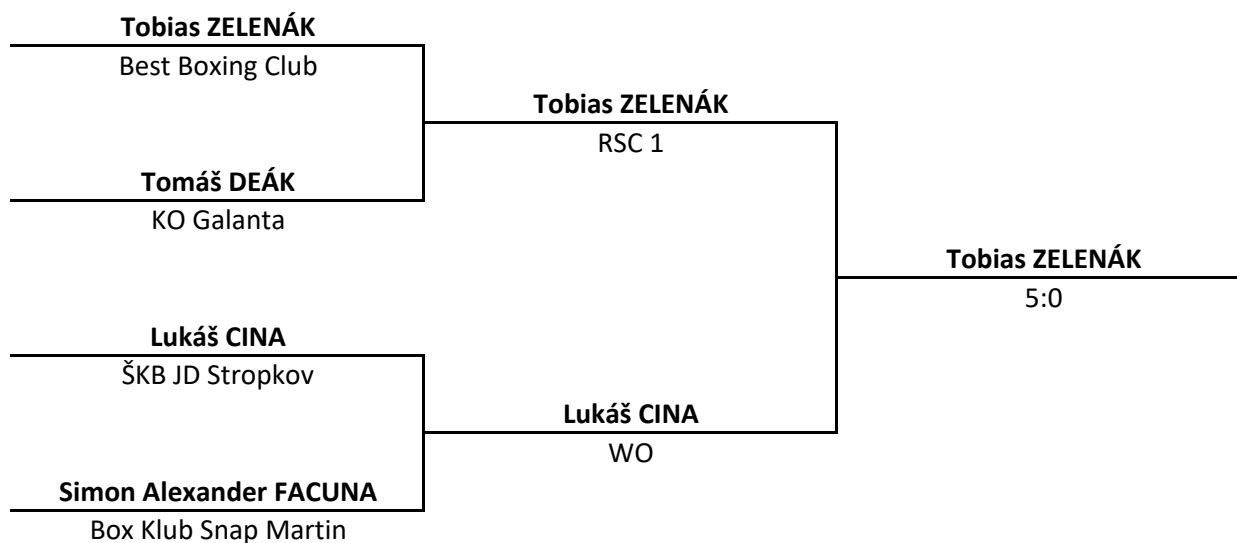 Tobias ZELENÁK
Best Boxing Club
Tobias ZELENÁK
RSC 1
Tomáš DEÁK
KO Galanta
Tobias ZELENÁK
5:0
Lukáš CINA
ŠKB JD Stropkov
Lukáš CINA
WO
Simon Alexander FACUNA
Box Klub Snap Martin